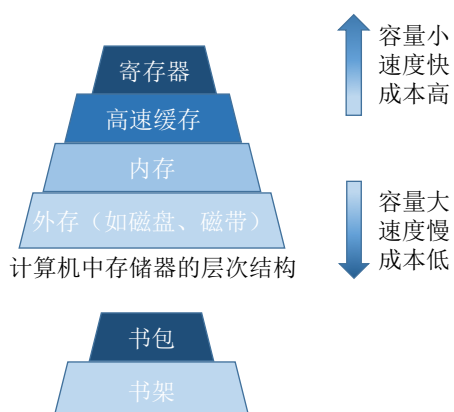 寄存器
高速缓存
内存
外存（如磁盘、磁带）
计算机中存储器的层次结构
容量小
速度快
成本高
容量大
速度慢
成本低
书包
书架